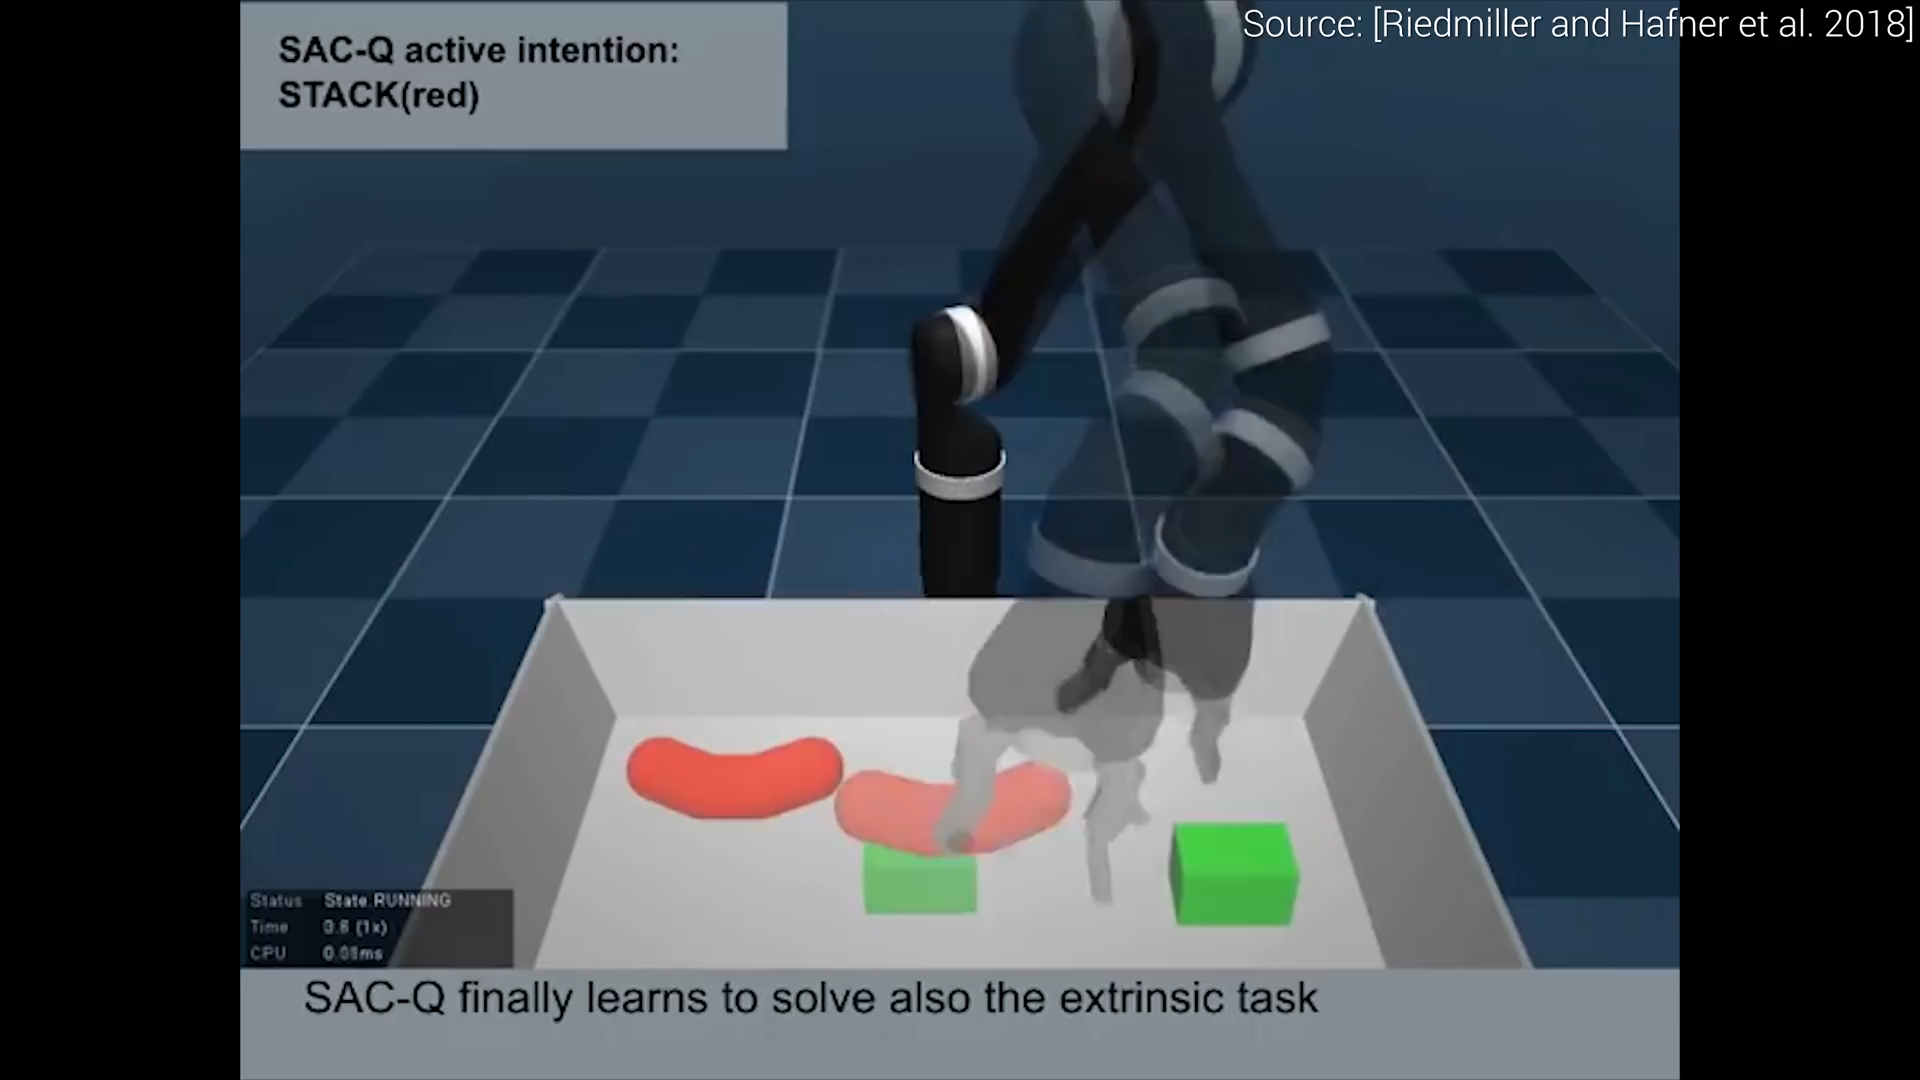 Source: [Riedmiller and Hafner et al. 2018]
SAC-Q active intention:
STACK(red)
Status State.RUNNING
Time (1x)
CPU
SAC-Q finally learns to solve also the extrinsic task